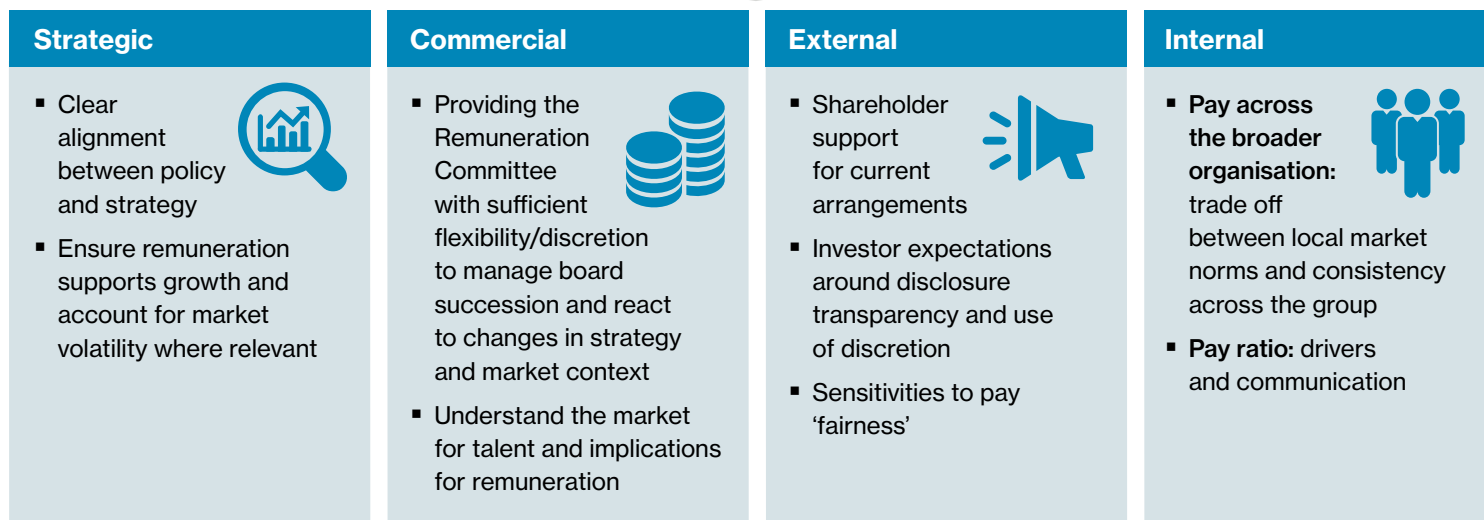 Strategic
▪ Clear
alignment
between policy
and strategy
▪ Ensure remuneration
supports growth and
account for market
volatility where relevant
Commercial
▪ Providing the
Remuneration
Committee
with sufficient
flexibility/discretion
to manage board
succession and react
to changes in strategy
and market context
▪ Understand the market
for talent and implications
for remuneration
External
▪ Shareholder
support
for current
arrangements
▪ Investor expectations
around disclosure
transparency and use
of discretion
▪ Sensitivities to pay
‘fairness’
Internal
▪ Pay across
the broader
organisation:
trade off
between local market
norms and consistency
across the group
▪ Pay ratio: drivers
and communication